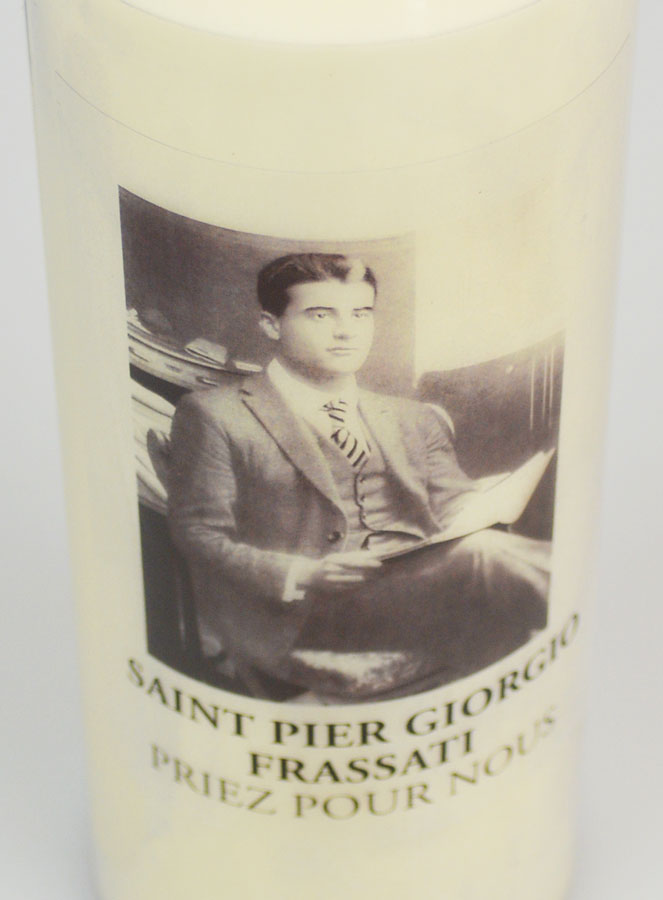 SAINT PIER GIORGIO
FRASSATI
PRIEZ POUR NOUS